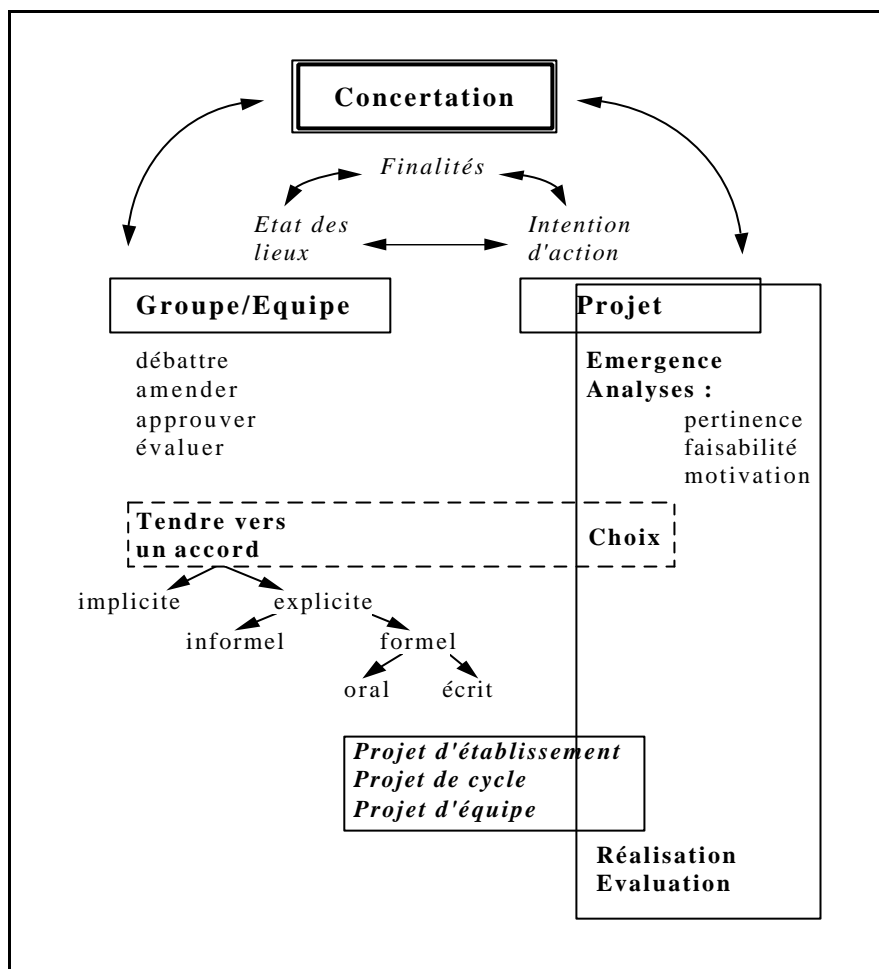 Concertation
Finalités
Etat des
lieux
Intention
d'action
Groupe/Equipe
Projet
débattre
amender
approuver
évaluer
Emergence
Analyses :
pertinence
faisabilité
motivation
Tendre vers
un accord
Choix
implicite
explicite
informel
formel
oral
écrit
Projet d'établissement
Projet de cycle
Projet d'équipe
Réalisation
Evaluation